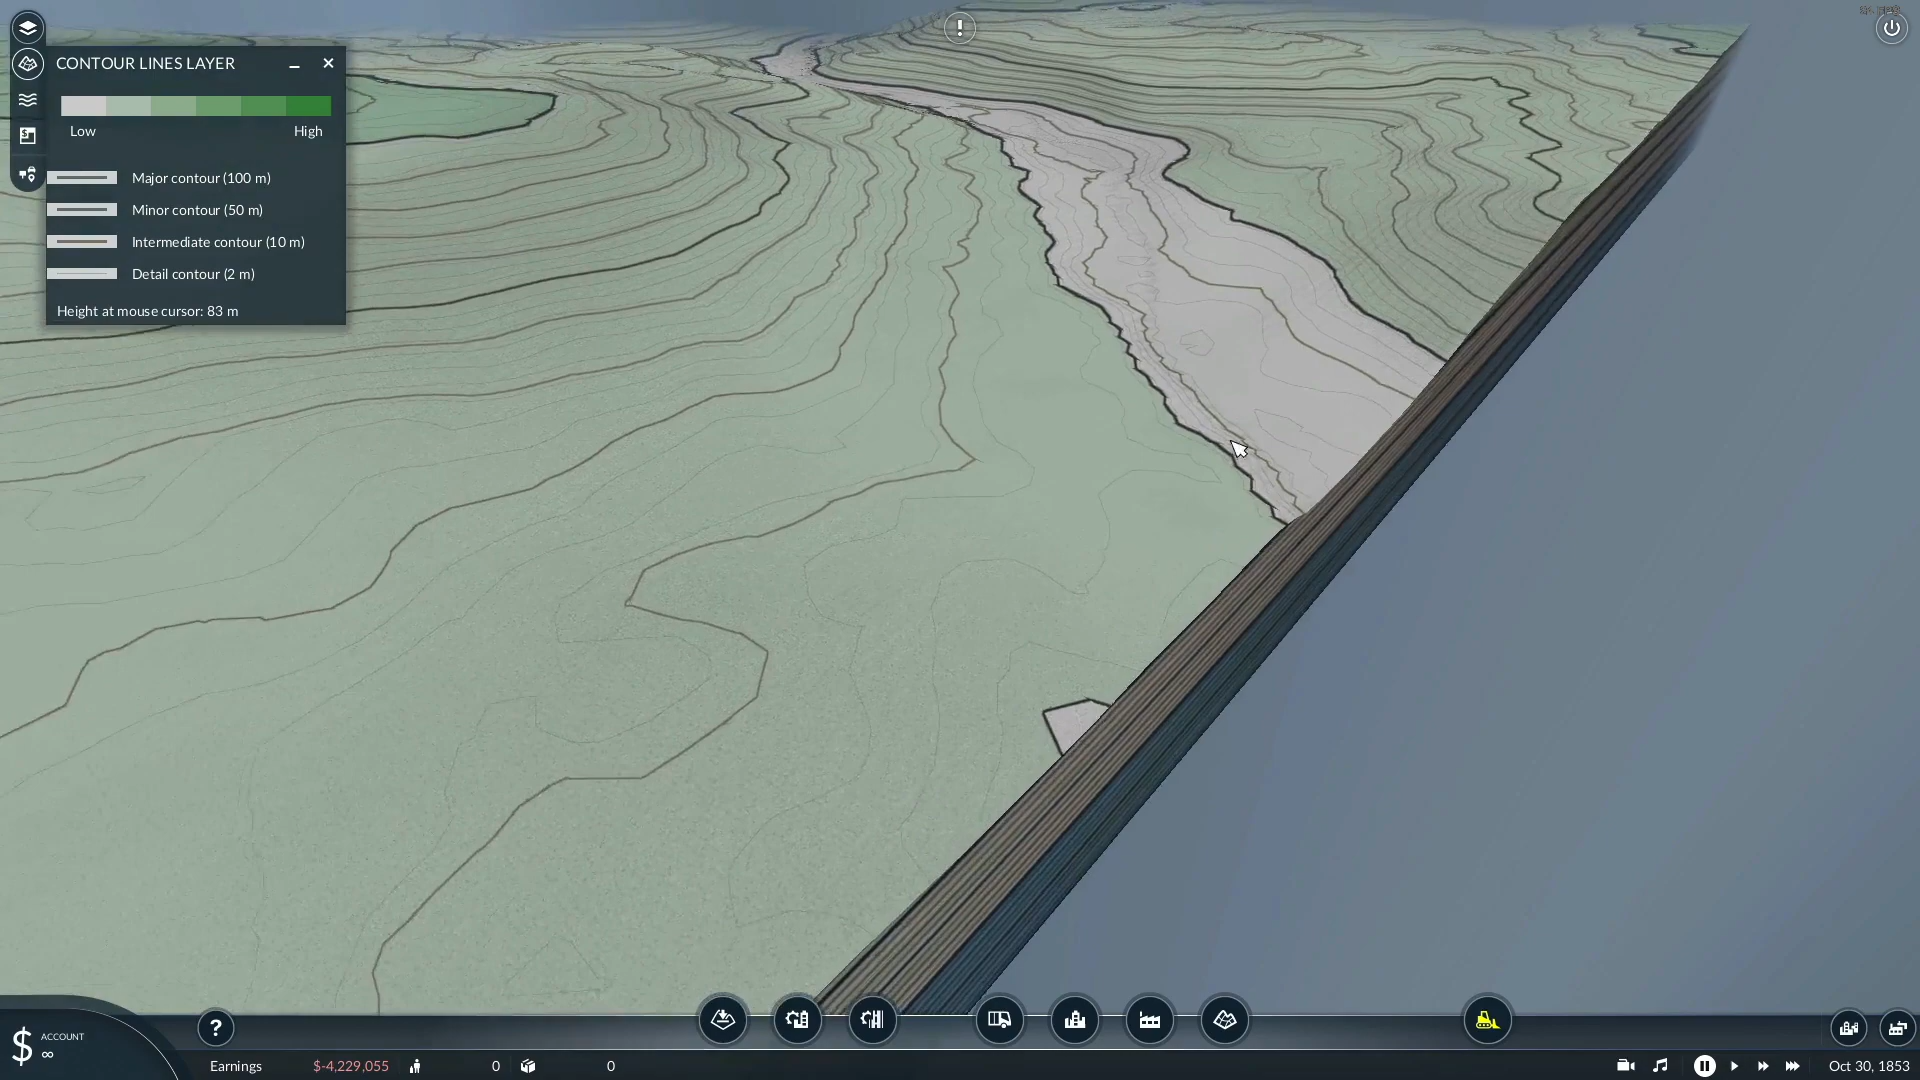 CONTOUR LINES LAYER
Low High
Major contour (100 m)
Minor contour (50 m)
Intermediate contour (10 m)
Detail contour (2 m)
Height at mouse cursor: 83 m
!
?
$ ACCOUNT
∞
Earnings $-4,229,055 0 0 Oct 30, 1853